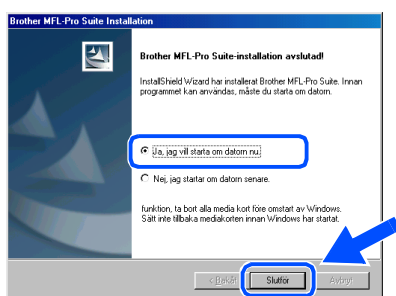 Brother MFL-Pro Suite Installation
Brother MFL-Pro Suite-installation avslutad!
InstallShield Wizard har installerat Brother MFL-Pro Suite. Innan
programmet kan användas, måste du starta om datorn.
Ja, jag vill starta om datorn nu.
Nej, jag startar om datorn senare.
funktion, ta bort alla media kort före omstart av Windows.
Sätt inte tillbaka mediakorten innan Windows har startat.
< Bakåt
Slutför
Avbryt